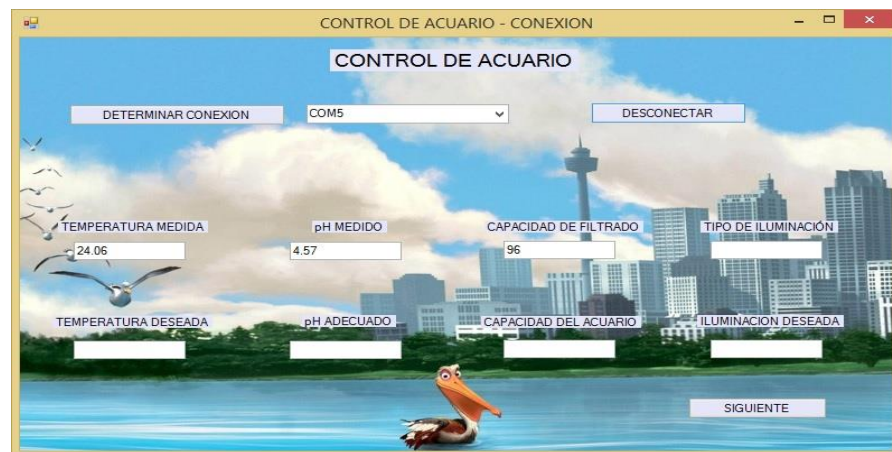 CONTROL DE ACUARIO - CONEXION
CONTROL DE ACUARIO
DETERMINAR CONEXION COM5 DESCONECTAR
TEMPERATURA MEDIDA pH MEDIDO CAPACIDAD DE FILTRADO TIPO DE ILUMINACIÓN
24.06 4.57 96
TEMPERATURA DESEADA pH ADECUADO CAPACIDAD DEL ACUARIO ILUMINACION DESEADA
SIGUIENTE